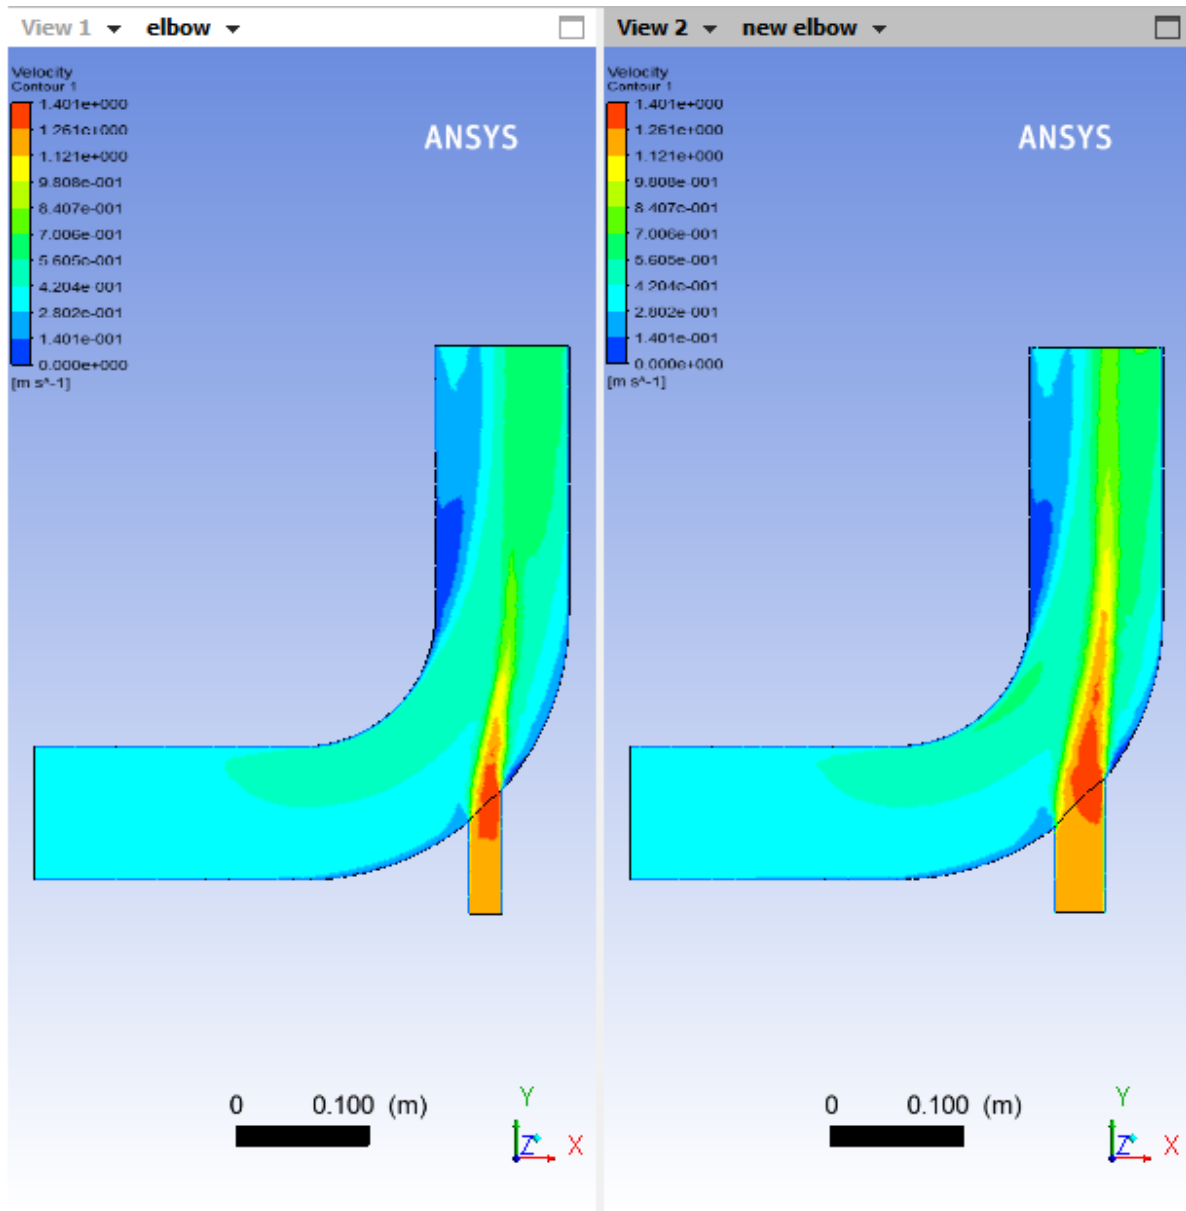 View 1 elbow
Velocity
Contour 1
1.401e+000
1.261e+000
1.121e+000
9.808e-001
8.407e-001
7.006e-001
5.605e-001
4.204e-001
2.802e-001
1.401e-001
0.000e+000
[m s^-1]
ANSYS
0 0.100 (m)
Y
Z X
View 2 new elbow
Velocity
Contour 1
1.401e+000
1.261e+000
1.121e+000
9.808e-001
8.407e-001
7.006e-001
5.605e-001
4.204e-001
2.802e-001
1.401e-001
0.000e+000
[m s^-1]
ANSYS
0 0.100 (m)
Y
Z X